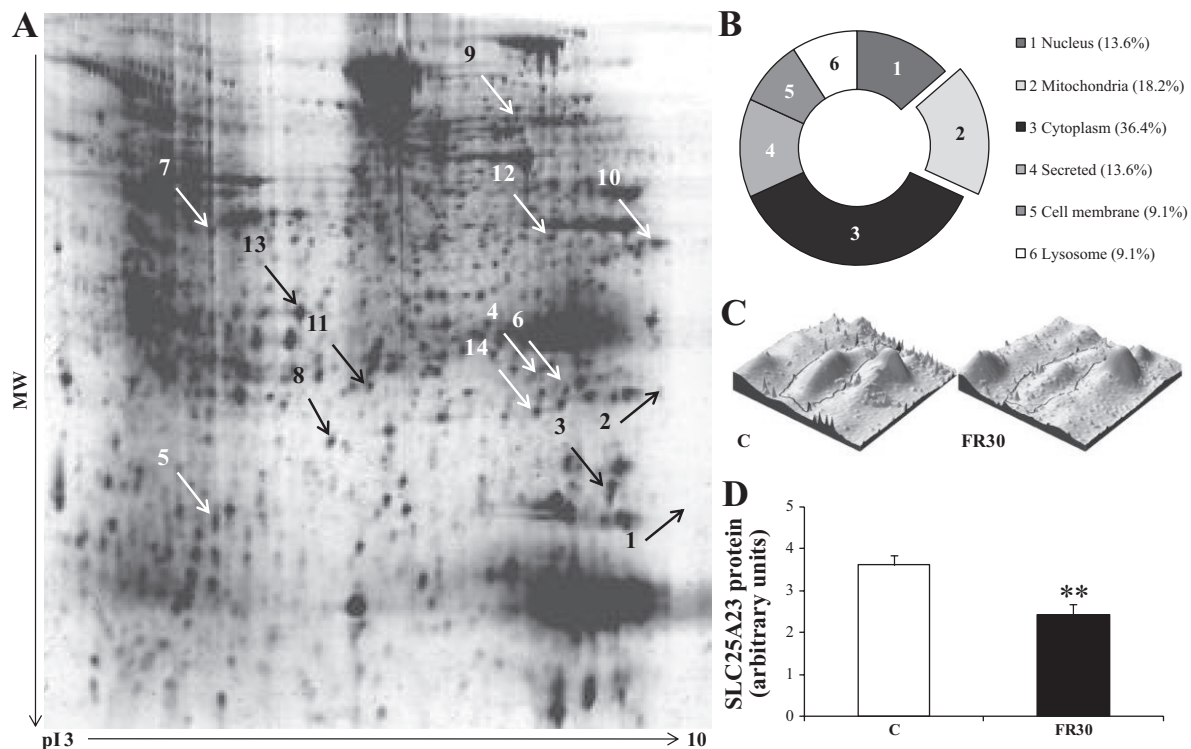 A
MW
9
7
12
10
13
4
6
11
14
8
2
3
5
1
pI 3
10
B
1
2
3
4
5
6
1 Nucleus (13.6%)
2 Mitochondria (18.2%)
3 Cytoplasm (36.4%)
4 Secreted (13.6%)
5 Cell membrane (9.1%)
6 Lysosome (9.1%)
C
C
FR30
D
SLC25A23 protein
(arbitrary units)
5
4
3
2
1
0
**
C
FR30